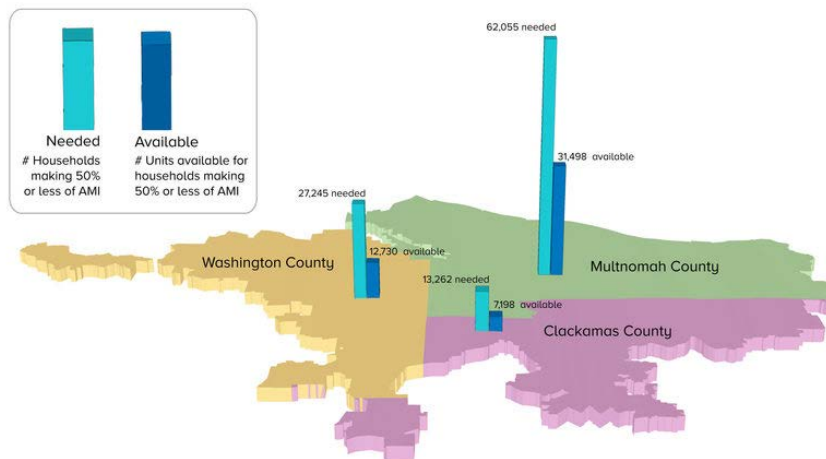 Needed
# Households
making 50%
or less of AMI
Available
# Units available for
households making
50% or less of AMI
62,055 needed
31,498 available
27,245 needed
12,730 available
Washington County
13,262 needed
7,198 available
Multnomah County
Clackamas County